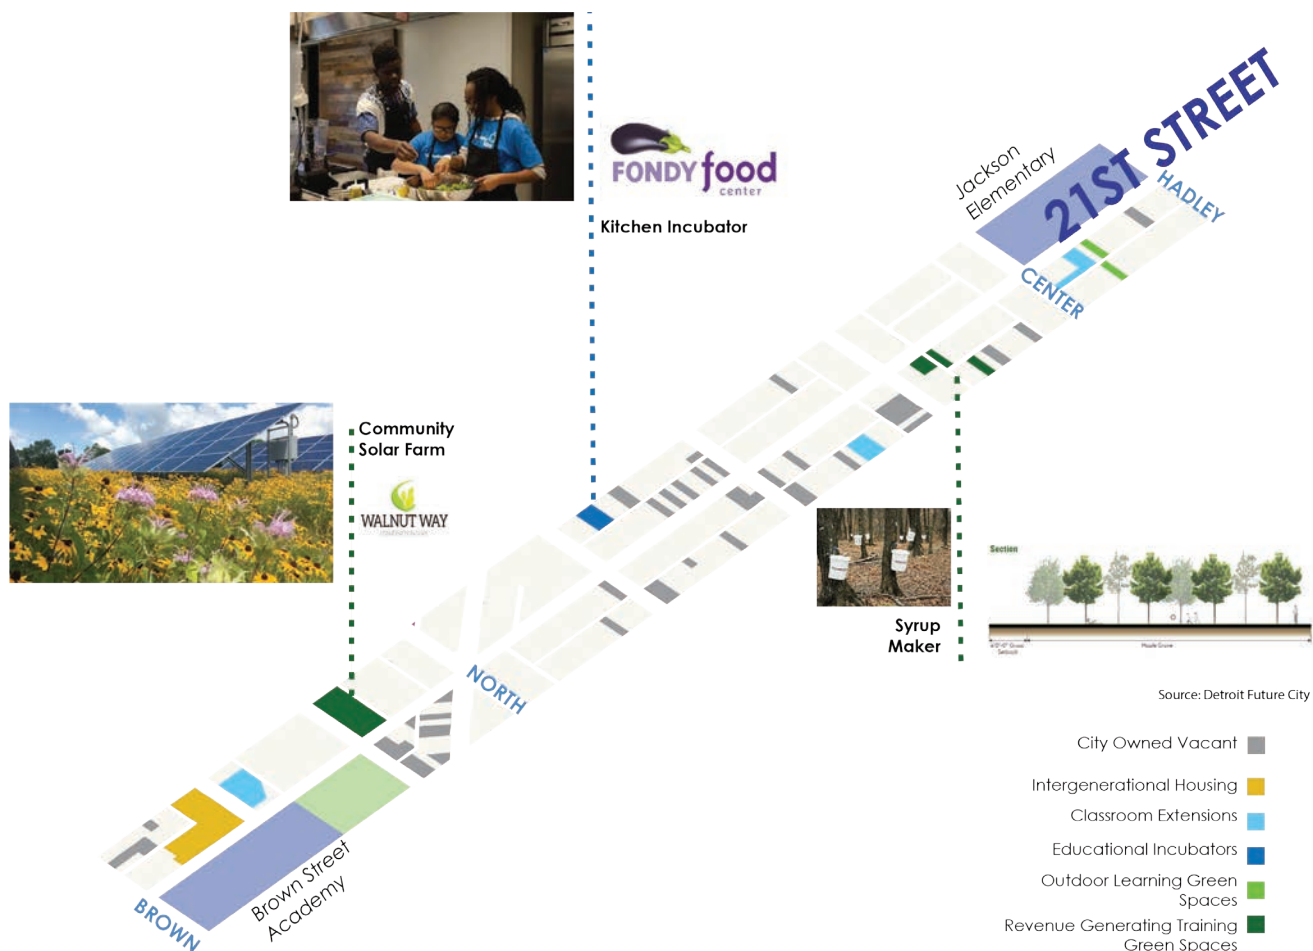 FONDY food
center
Kitchen Incubator
Jackson
Elementary
21ST STREET
HADLEY
CENTER
Community
Solar Farm
WALNUT WAY
Syrup
Maker
Section
Maple Grove
Source: Detroit Future City
NORTH
Brown Street
Academy
BROWN
City Owned Vacant
Intergenerational Housing
Classroom Extensions
Educational Incubators
Outdoor Learning Green
Spaces
Revenue Generating Training
Green Spaces